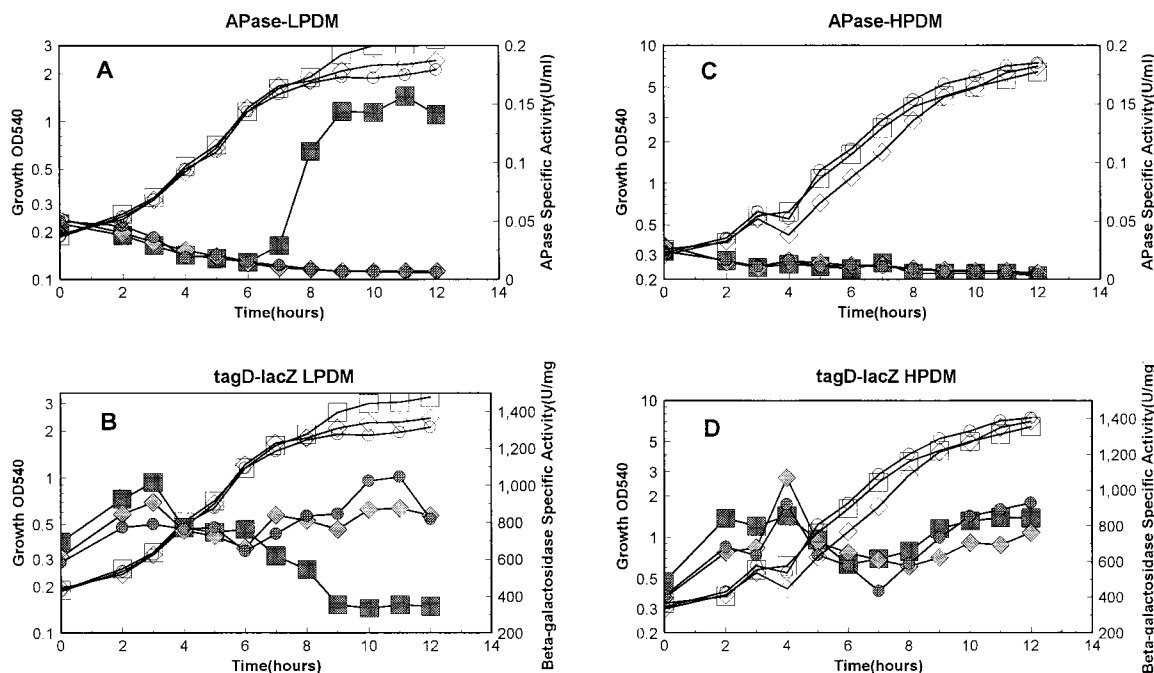 APase-LPDM
A
3
2
1
0.5
0.3
0.2
0.1
Growth OD540
0.2
0.15
0.1
0.05
0
APase Specific Activity(U/ml)
0 2 4 6 8 10 12 14
Time(hours)
APase-HPDM
C
10
5
3
2
1
0.5
0.3
0.2
Growth OD540
0.2
0.15
0.1
0.05
0
APase Specific Activity(U/ml)
0 2 4 6 8 10 12 14
Time(hours)
tagD-lacZ LPDM
B
3
2
1
0.5
0.3
0.2
0.1
Growth OD540
1,400
1,200
1,000
800
600
400
200
Beta-galactosidase Specific Activity(U/mg
0 2 4 6 8 10 12 14
Time(hours)
tagD-lacZ HPDM
D
10
5
3
2
1
0.5
0.3
0.2
Growth OD540
1,400
1,200
1,000
800
600
400
200
Beta-galactosidase Specific Activity(U/mg
0 2 4 6 8 10 12 14
Time(hours)